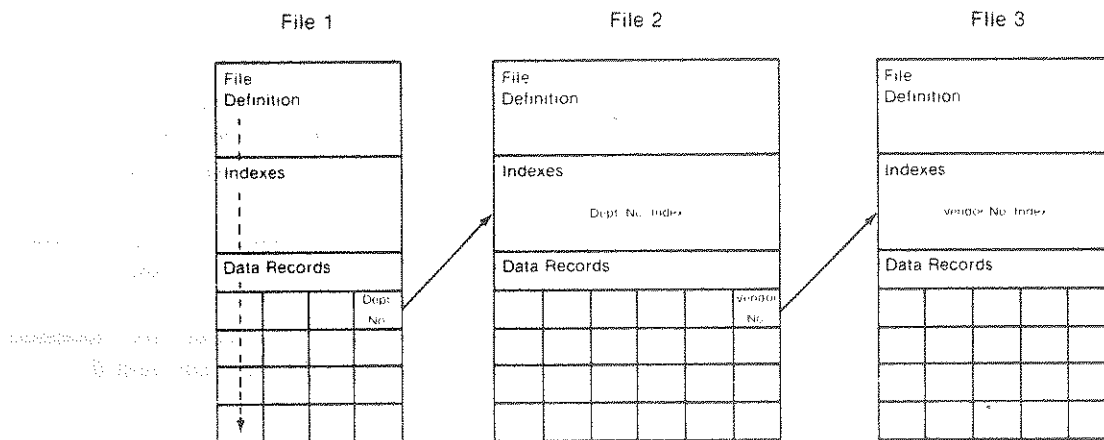 File 1
File 2
File 3
File
Definition
Indexes
Data Records
Dept
No
File
Definition
Indexes
Dept No Index
Data Records
Vendor
No
File
Definition
Indexes
Vendor No Index
Data Records